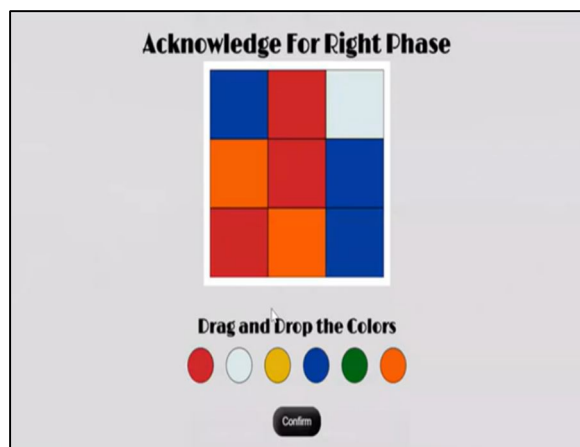 Acknowledge For Right Phase
Drag and Drop the Colors
Confirm